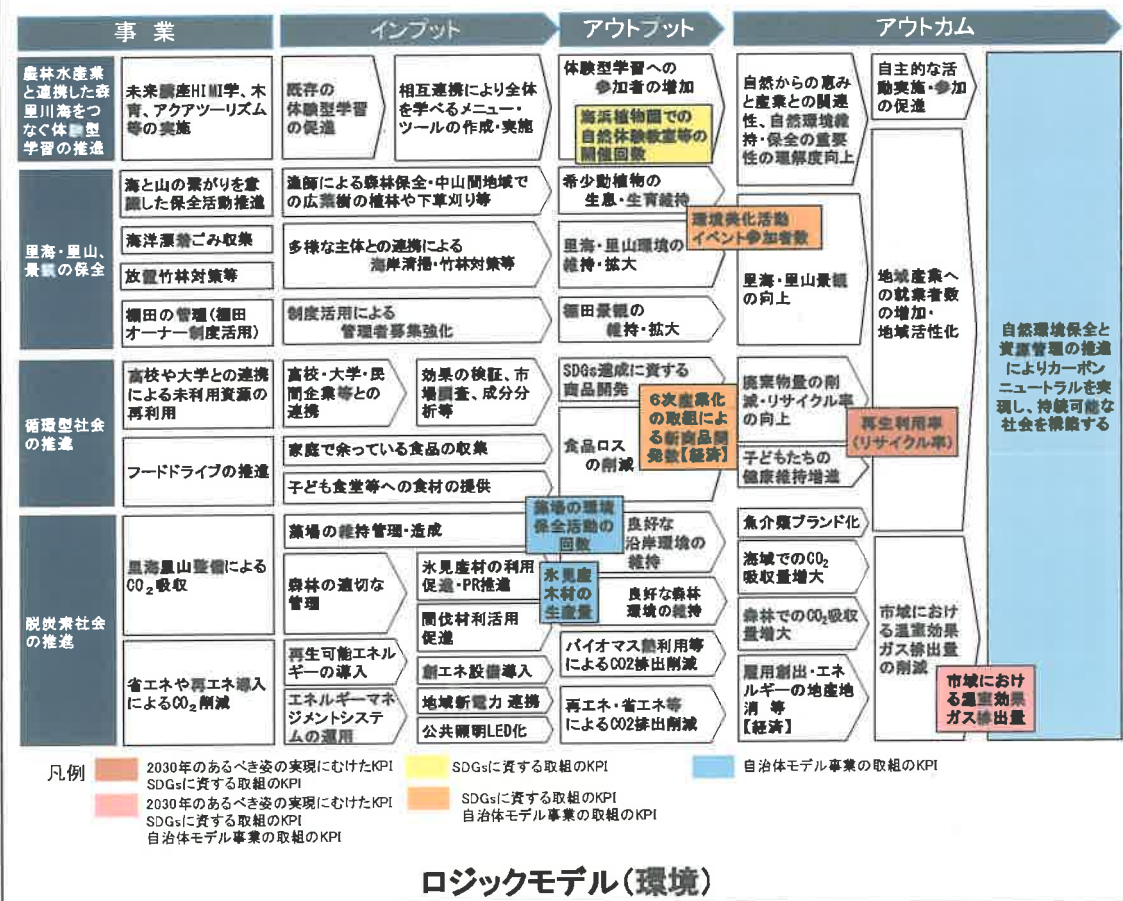 事業
インプット
アウトプット
アウトカム
農林水産業
と連携した森
里川海をつ
なぐ体験型
学習の推進
未来講座HIMI学、木
育、アクアツーリズム
等の実施
既存の
体験型学習
の促進
相互連携により全体
を学べるメニュー・
ツールの作成・実施
体験型学習への
参加者の増加
海浜植物園での
自然体験教室等の
開催回数
自然からの恵み
と産業との関連
性、自然環境維
持・保全の重要
性の理解度向上
自主的な活
動実施・参加
の促進
里海・里山、
景観の保全
海と山の繋がりを意
識した保全活動推進
海洋漂着ごみ収集
放置竹林対策等
棚田の管理(棚田
オーナー制度活用)
漁師による森林保全・中山間地域で
の広葉樹の植林や下草刈り等
多様な主体との連携による
海岸清掃・竹林対策等
制度活用による
管理者募集強化
希少動植物の
生息・生育維持
里海・里山環境の
維持・拡大
棚田景観の
維持・拡大
環境美化活動
イベント参加者数
里海・里山景観
の向上
地域産業へ
の就業者数
の増加・
地域活性化
自然環境保全と
資源管理の推進
によりカーボン
ニュートラルを実
現し、持続可能な
社会を構築する
循環型社会
の推進
高校や大学との連携
による未利用資源の
再利用
フードドライブの推進
高校・大学・民
間企業等との
連携
効果の検証、市
場調査、成分分
析等
家庭で余っている食品の収集
子ども食堂等への食材の提供
SDGs達成に資する
商品開発
食品ロス
の削減
6次産業化
の取組によ
る新商品開
発数【経済】
廃棄物量の削
減・リサイクル率
の向上
子どもたちの
健康維持増進
再生利用率
(リサイクル率)
脱炭素社会
の推進
里海里山整備による
CO2吸収
省エネや再エネ導入
によるCO2削減
藻場の維持管理・造成
森林の適切な
管理
氷見産材の利用
促進・PR推進
間伐材利活用
促進
再生可能エネル
ギーの導入
創エネ設備導入
エネルギーマネ
ジメントシステ
ムの運用
地域新電力 連携
公共照明LED化
藻場の環境
保全活動の
回数
氷見産
木材の
生産量
良好な
沿岸環境の
維持
良好な森林
環境の維持
バイオマス熱利用等
によるCO2排出削減
再エネ・省エネ等
によるCO2排出削減
魚介類ブランド化
海域でのCO2
吸収量増大
森林でのCO2吸収
量増大
雇用創出・エネ
ルギーの地産地
消 等
【経済】
市域におけ
る温室効果
ガス排出量
の削減
市域におけ
る温室効果
ガス排出量
凡例
2030年のあるべき姿の実現にむけたKPI
SDGsに資する取組のKPI
2030年のあるべき姿の実現にむけたKPI
SDGsに資する取組のKPI
自治体モデル事業の取組のKPI
SDGsに資する取組のKPI
SDGsに資する取組のKPI
自治体モデル事業の取組のKPI
自治体モデル事業の取組のKPI
ロジックモデル(環境)